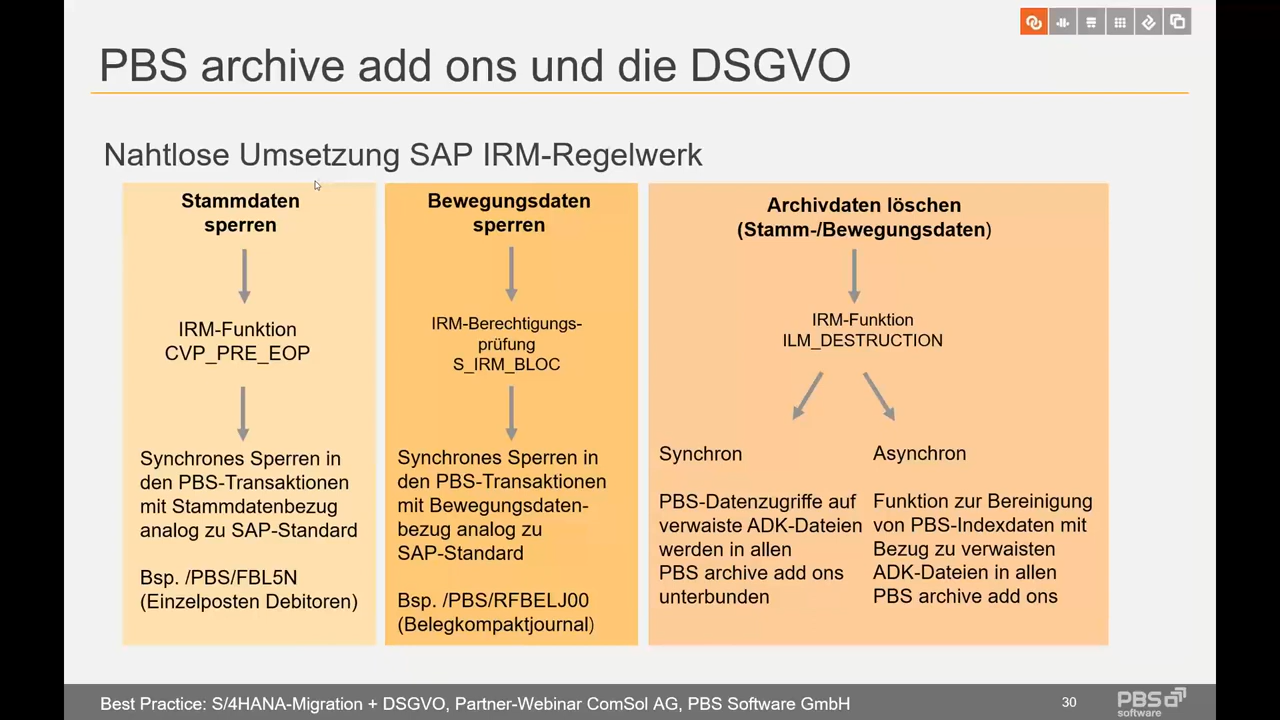 PBS archive add ons und die DSGVO
Nahtlose Umsetzung SAP IRM-Regelwerk
Stammdaten
sperren
IRM-Funktion
CVP_PRE_EOP
Synchrones Sperren in
den PBS-Transaktionen
mit Stammdatenbezug
analog zu SAP-Standard
Bsp. /PBS/FBL5N
(Einzelposten Debitoren)
Bewegungsdaten
sperren
IRM-Berechtigungs-
prüfung
S_IRM_BLOC
Synchrones Sperren in
den PBS-Transaktionen
mit Bewegungsdaten-
bezug analog zu
SAP-Standard
Bsp. /PBS/RFBELJ00
(Belegkompaktjournal)
Archivdaten löschen
(Stamm-/Bewegungsdaten)
IRM-Funktion
ILM_DESTRUCTION
Synchron
PBS-Datenzugriffe auf
verwaiste ADK-Dateien
werden in allen
PBS archive add ons
unterbunden
Asynchron
Funktion zur Bereinigung
von PBS-Indexdaten mit
Bezug zu verwaisten
ADK-Dateien in allen
PBS archive add ons
Best Practice: S/4HANA-Migration + DSGVO, Partner-Webinar ComSol AG, PBS Software GmbH
30
PBS
software